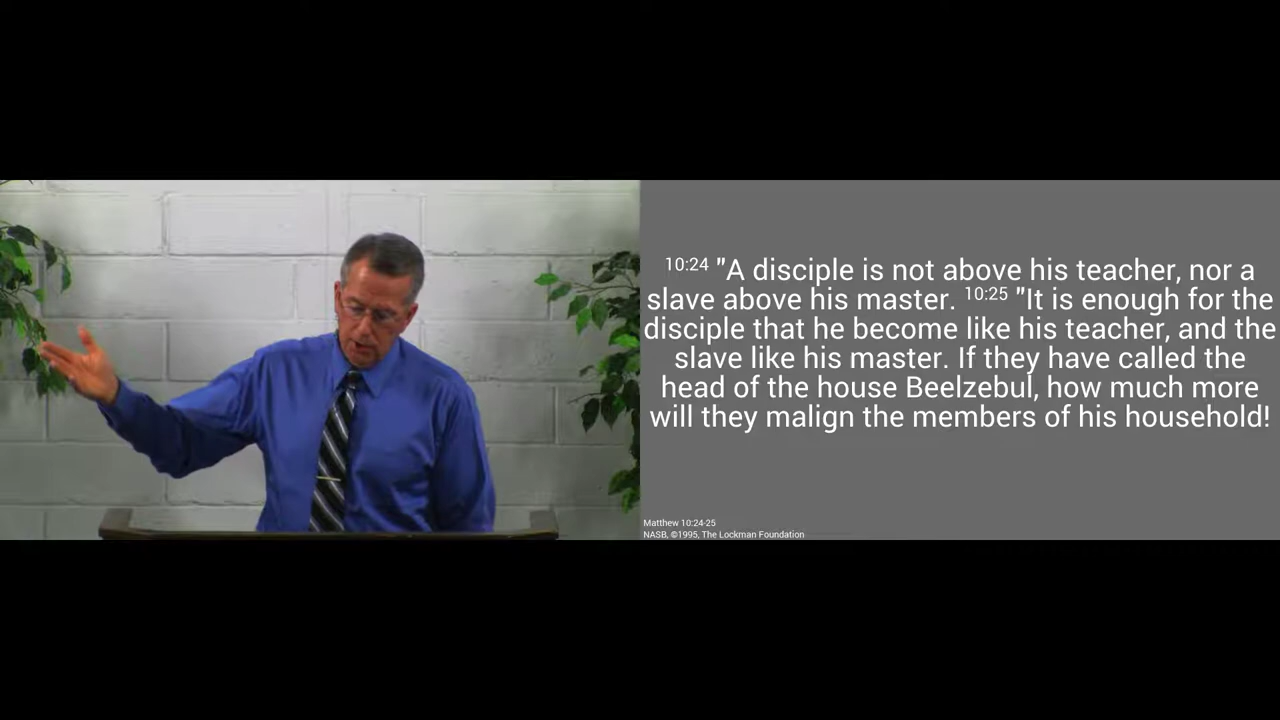 10:24 "A disciple is not above his teacher, nor a
slave above his master. 10:25 "It is enough for the
disciple that he become like his teacher, and the
slave like his master. If they have called the
head of the house Beelzebul, how much more
will they malign the members of his household!
Matthew 10:24-25
NASB, ©1995, The Lockman Foundation